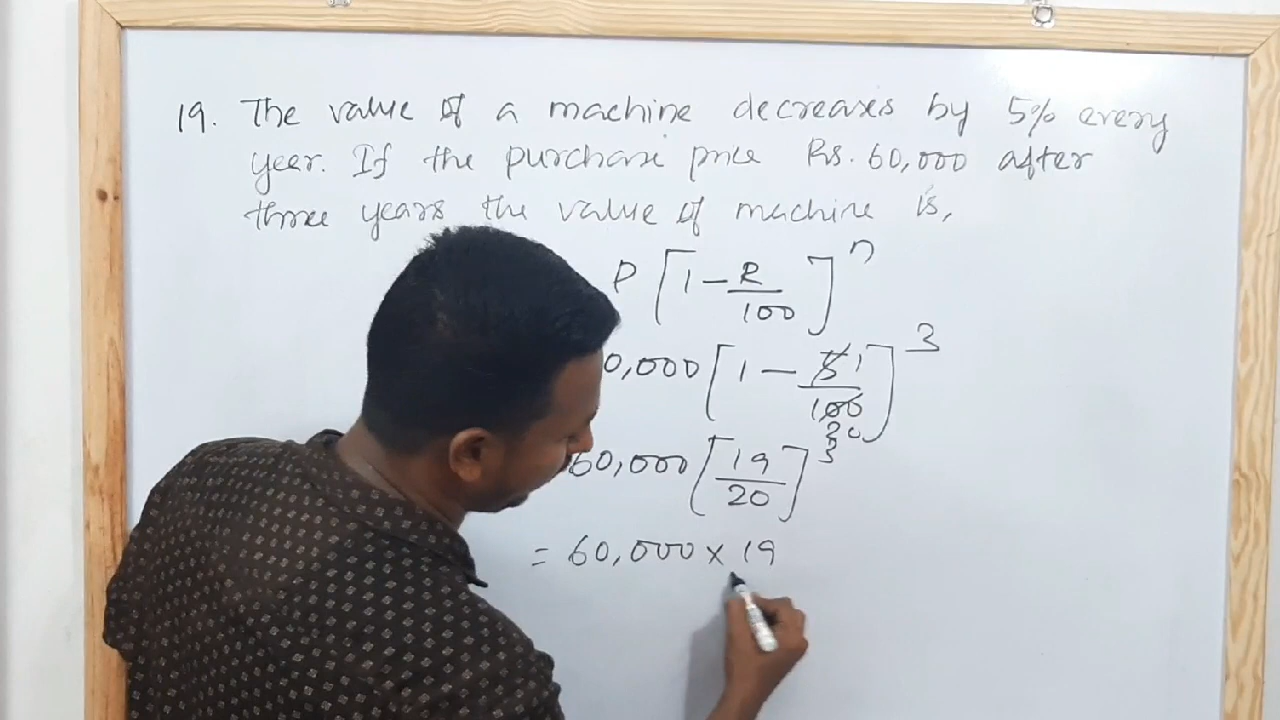 19. The value of a machine decreases by 5% every
year. If the purchase price Rs. 60,000 after
three years the value of machine is,
P [1 - R/100]^n
0,000 [1 - 5 1/100 20]^3
60,000 [19/20]^3
= 60,000 × 19